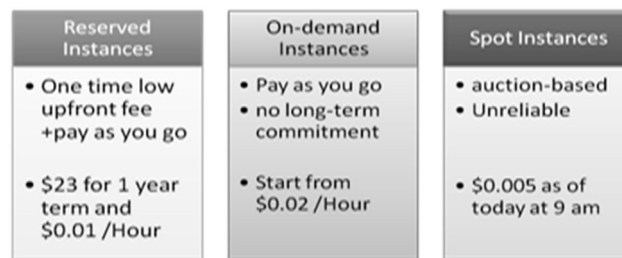 Reserved
Instances
• One time low
upfront fee
+pay as you go
• $23 for 1 year
term and
$0.01 /Hour
On-demand
Instances
• Pay as you go
• no long-term
commitment
• Start from
$0.02 /Hour
Spot Instances
• auction-based
• Unreliable
• $0.005 as of
today at 9 am